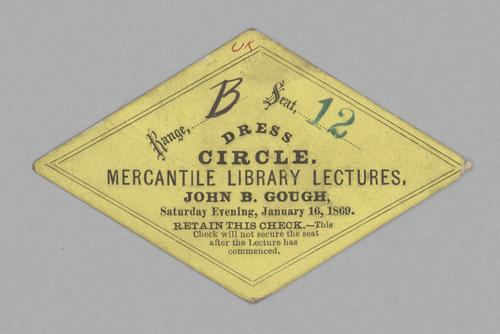 UK
Range, B Seat, 12
DRESS
CIRCLE.
MERCANTILE LIBRARY LECTURES.
JOHN B. GOUGH,
Saturday Evening, January 16, 1869.
RETAIN THIS CHECK.—This
Check will not secure the seat
after the Lecture has
commenced.